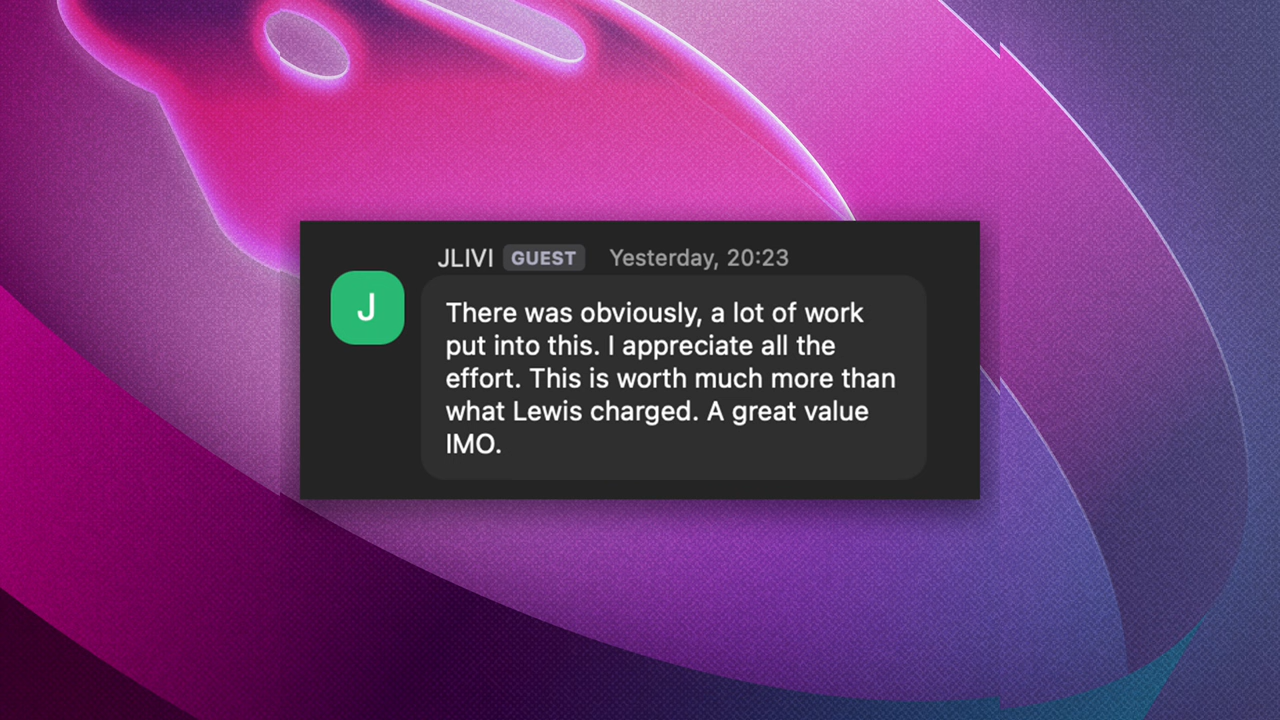 JLIVI GUEST Yesterday, 20:23
J
There was obviously, a lot of work
put into this. I appreciate all the
effort. This is worth much more than
what Lewis charged. A great value
IMO.